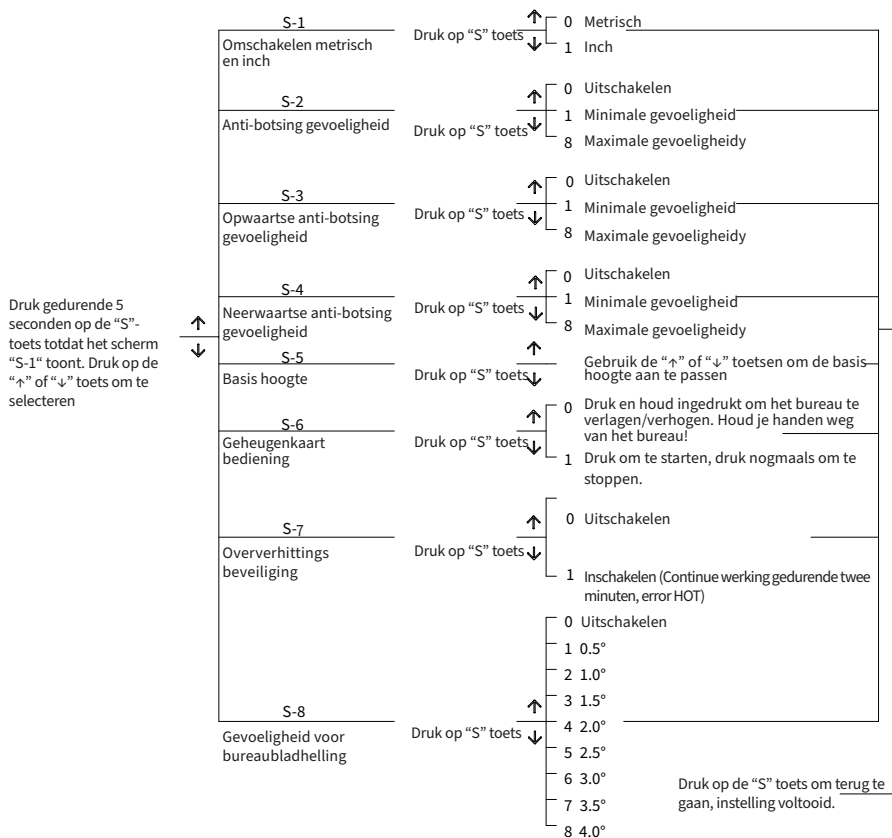 Druk gedurende 5
seconden op de “S”-
toets totdat het scherm
“S-1“ toont. Druk op de
“↑” of “↓” toets om te
selecteren
↑
↓
S-1
Omschakelen metrisch
en inch
Druk op “S” toets
↑
↓
0 Metrisch
1 Inch
S-2
Anti-botsing gevoeligheid
Druk op “S” toets
↑
↓
0 Uitschakelen
1 Minimale gevoeligheid
8 Maximale gevoeligheidy
S-3
Opwaartse anti-botsing
gevoeligheid
Druk op “S” toets
↑
↓
0 Uitschakelen
1 Minimale gevoeligheid
8 Maximale gevoeligheidy
S-4
Neerwaartse anti-botsing
gevoeligheid
Druk op “S” toets
↑
↓
0 Uitschakelen
1 Minimale gevoeligheid
8 Maximale gevoeligheidy
S-5
Basis hoogte
Druk op “S” toets
↑
↓
Gebruik de “↑” of “↓” toetsen om de basis
hoogte aan te passen
S-6
Geheugenkaart
bediening
Druk op “S” toets
↑
↓
0 Druk en houd ingedrukt om het bureau te
verlagen/verhogen. Houd je handen weg
van het bureau!
1 Druk om te starten, druk nogmaals om te
stoppen.
S-7
Oververhittings
beveiliging
Druk op “S” toets
↑
↓
0 Uitschakelen
1 Inschakelen (Continue werking gedurende twee
minuten, error HOT)
S-8
Gevoeligheid voor
bureaubladhelling
Druk op “S” toets
↑
↓
0 Uitschakelen
1 0.5°
2 1.0°
3 1.5°
4 2.0°
5 2.5°
6 3.0°
7 3.5°
8 4.0°
Druk op de “S” toets om terug te
gaan, instelling voltooid.